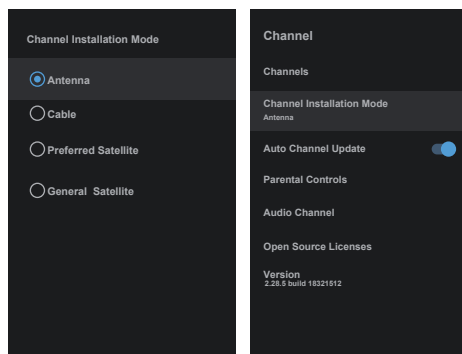 Channel Installation Mode
Antenna
Cable
Preferred Satellite
General Satellite
Channel
Channels
Channel Installation Mode
Antenna
Auto Channel Update
Parental Controls
Audio Channel
Open Source Licenses
Version
2.28.5 build 18321512